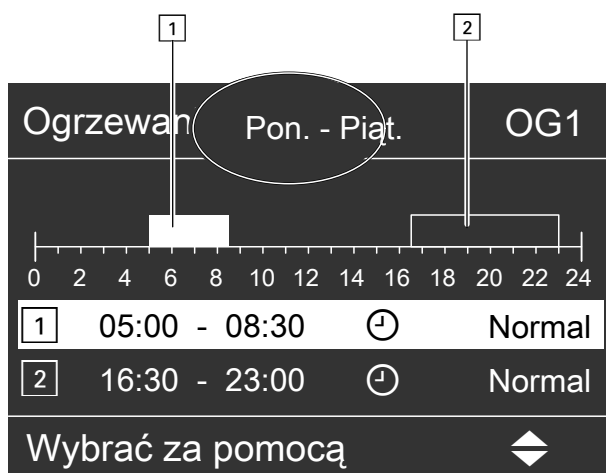 1 2
Ogrzewan Pon. - Piąt. OG1
0 2 4 6 8 10 12 14 16 18 20 22 24
1 05:00 - 08:30 Normal
2 16:30 - 23:00 Normal
Wybrać za pomocą